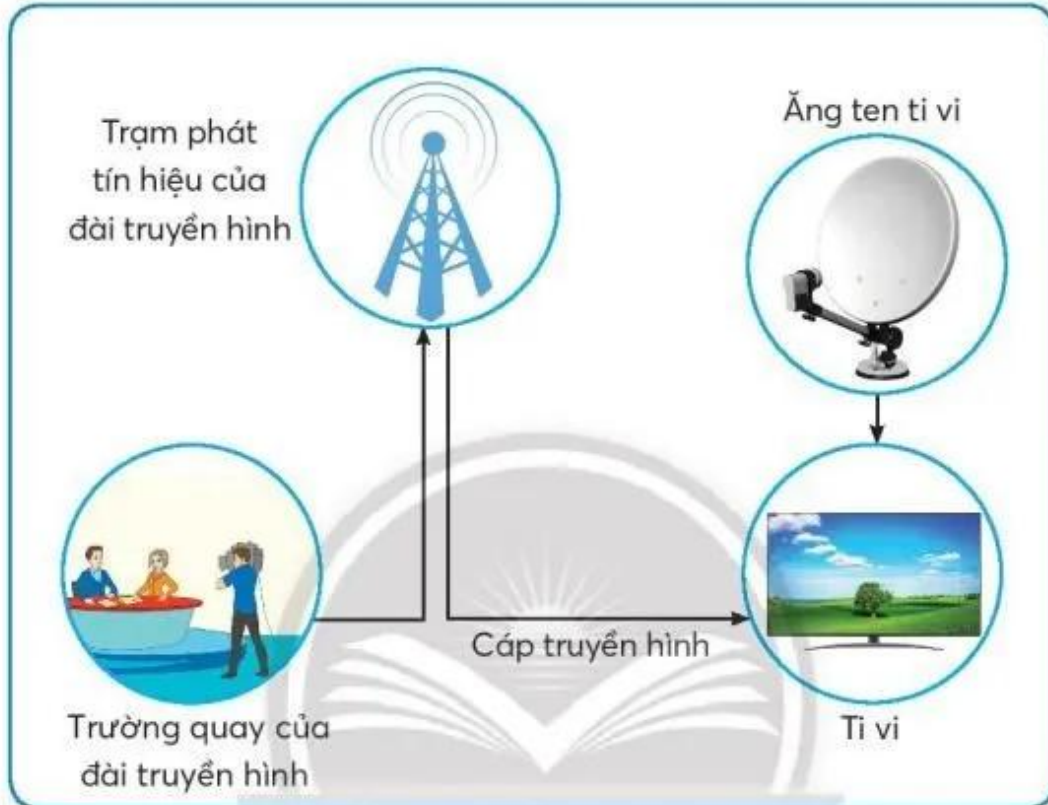 Trạm phát
tín hiệu của
đài truyền hình
Ăng ten ti vi
Cáp truyền hình
Trường quay của
đài truyền hình
Ti vi